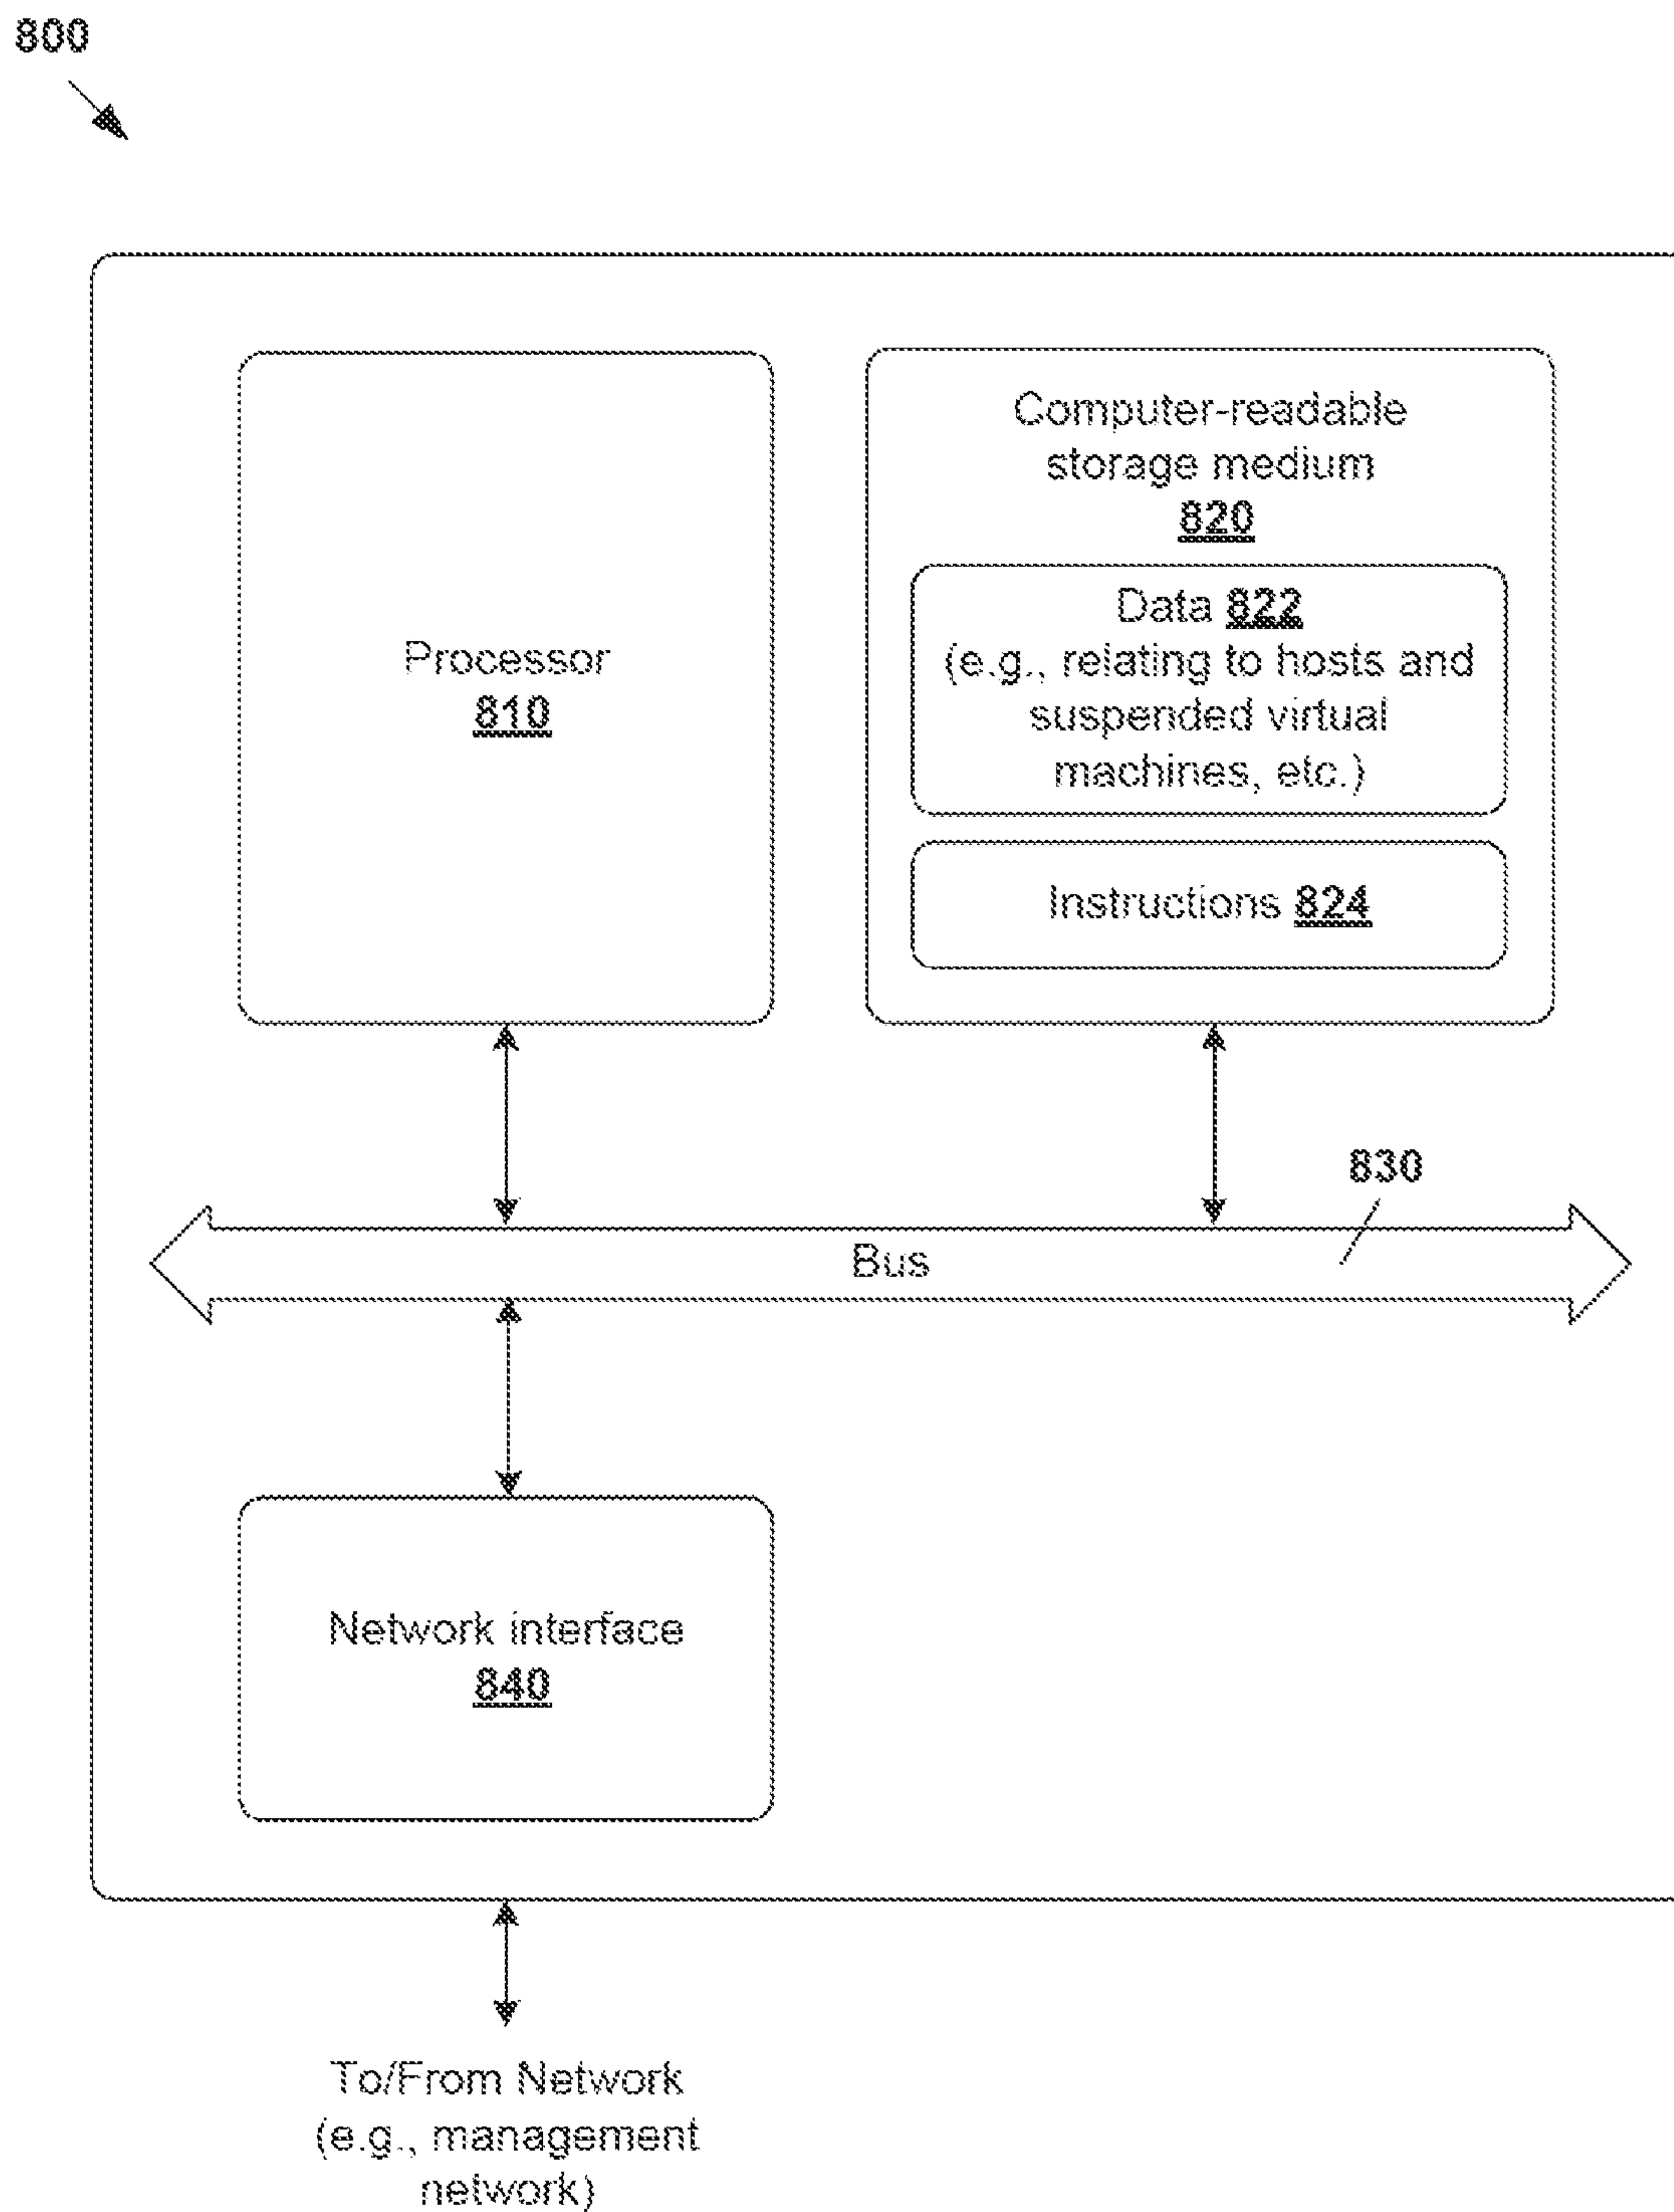 800
Processor
810
Computer-readable
storage medium
820
Data 822
(e.g., relating to hosts and
suspended virtual
machines, etc.)
Instructions 824
830
Bus
Network interface
840
To/From Network
(e.g., management
network)